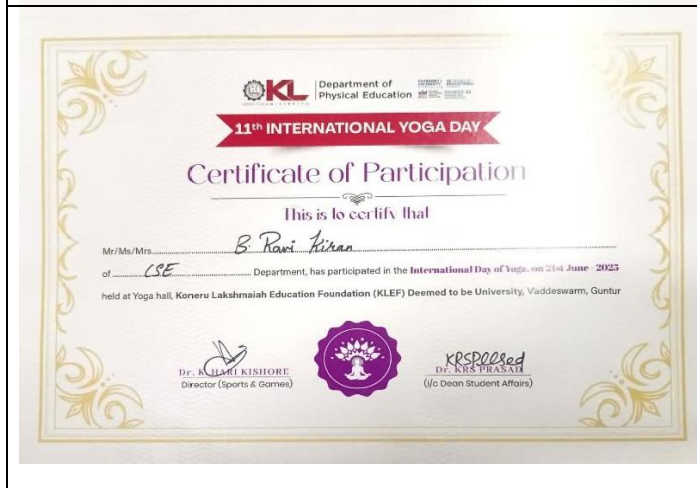 KL
Department of
Physical Education
11th INTERNATIONAL YOGA DAY
Certificate of Participation
This is to certify that
Mr/Ms/Mrs. B. Ravi Kiran
of CSE Department, has participated in the International Day of Yoga, on 21st June - 2025
held at Yoga hall, Koneru Lakshmaiah Education Foundation (KLEF) Deemed to be University, Vaddeswarm, Guntur
KRSPrasad
Dr. K. HARI KISHORE
Dr. KRS PRASAD
Director (Sports & Games)
(i/c Dean Student Affairs)